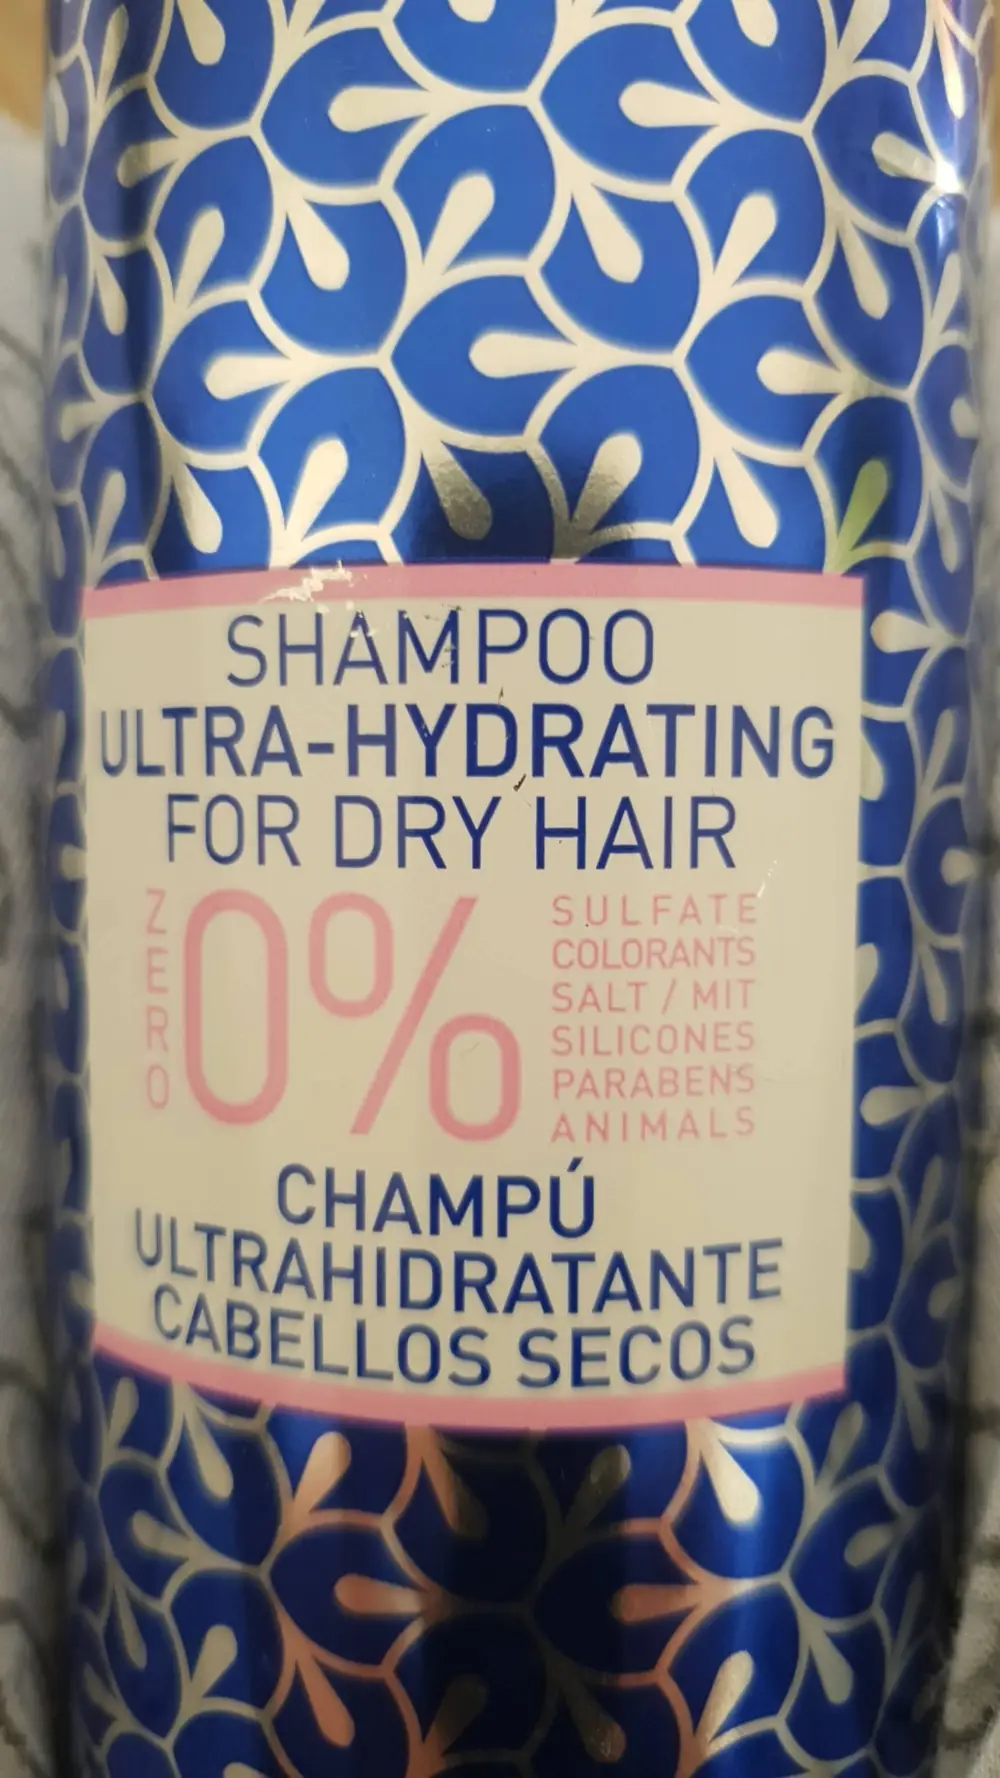 SHAMPOO
ULTRA-HYDRATING
FOR DRY HAIR
ZERO
0%
SULFATE
COLORANTS
SALT / MIT
SILICONES
PARABENS
ANIMALS
CHAMPÚ
ULTRAHIDRATANTE
CABELLOS SECOS